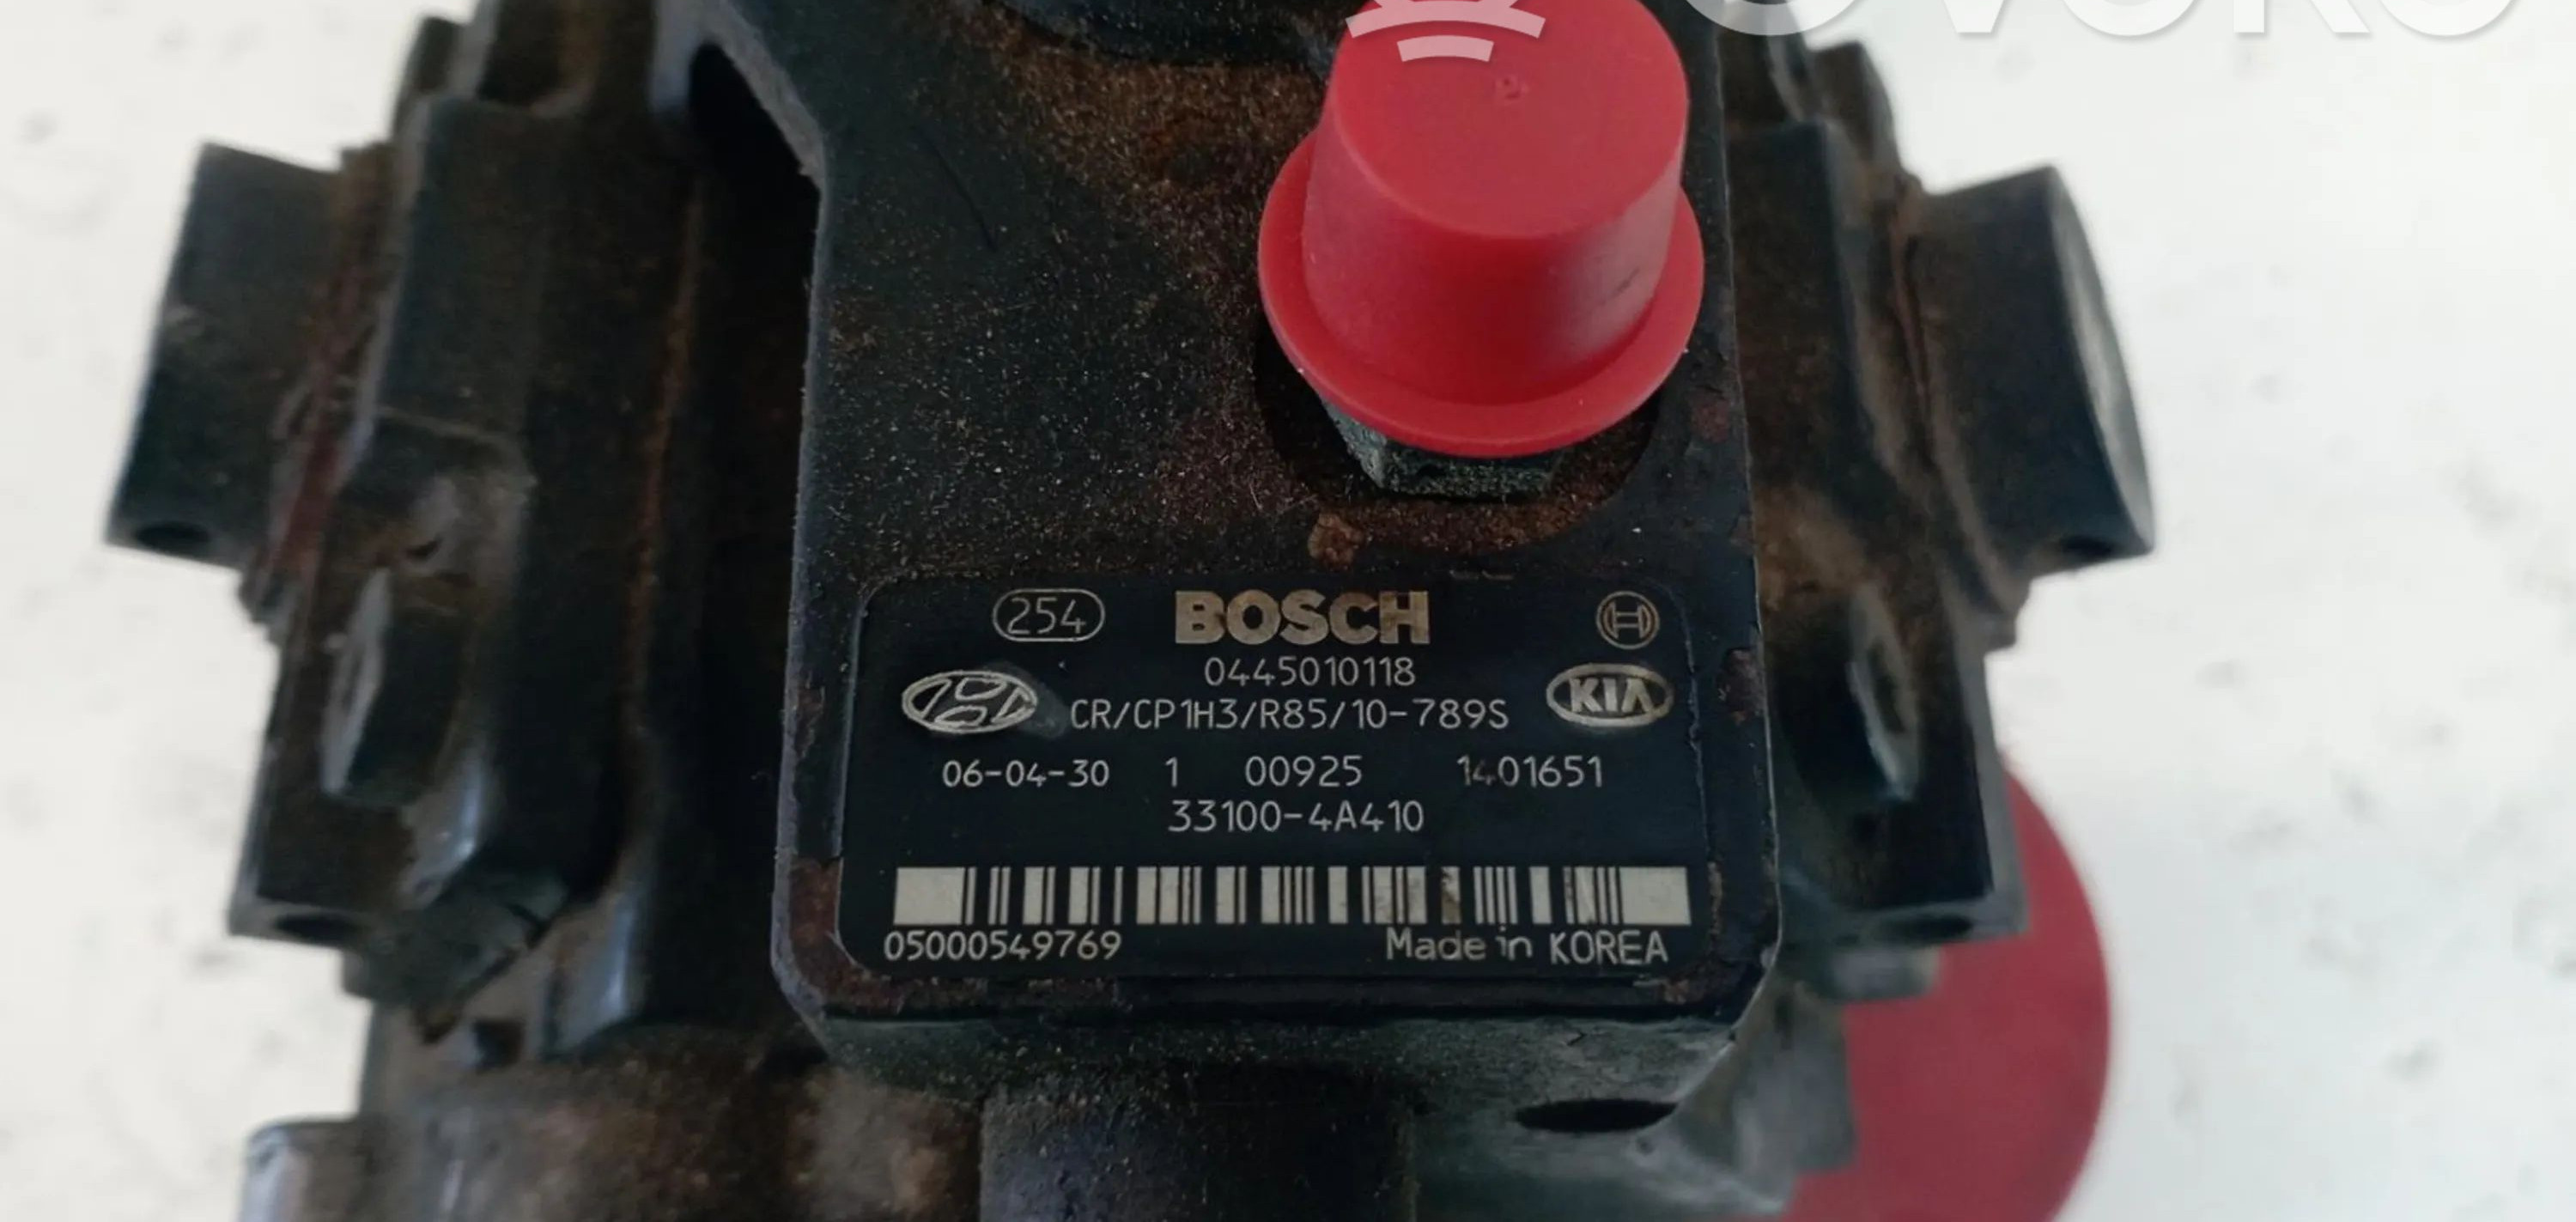 254 BOSCH
0445010118
CR/CP1H3/R85/10-789S KIA
06-04-30 1 00925 1401651
33100-4A410
05000549769 Made in KOREA